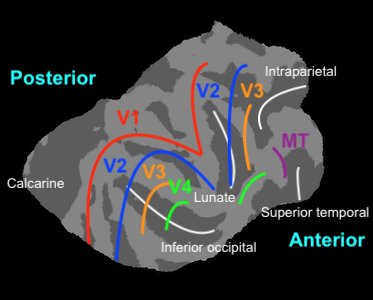 Intraparietal
Posterior
V2
V3
V1
MT
V2
V3
V4
Calcarine
Lunate
Superior temporal
Anterior
Inferior occipital